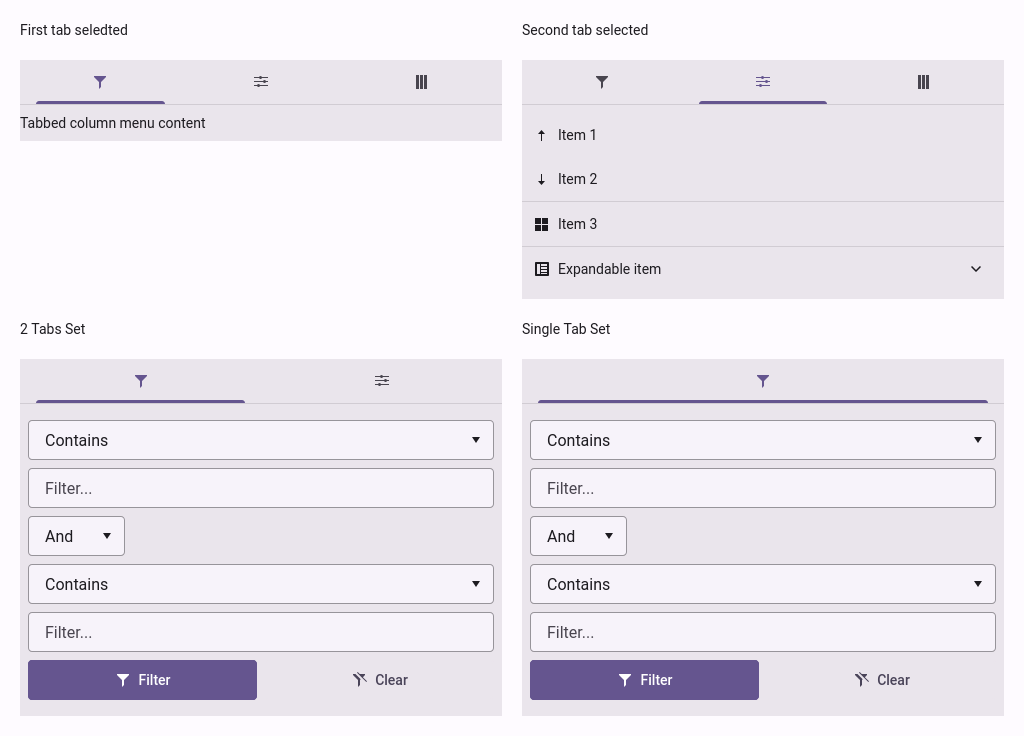 First tab seledted
Tabbed column menu content
Second tab selected
Item 1
Item 2
Item 3
Expandable item
2 Tabs Set
Contains
Filter...
And
Contains
Filter...
Filter Clear
Single Tab Set
Contains
Filter...
And
Contains
Filter...
Filter Clear